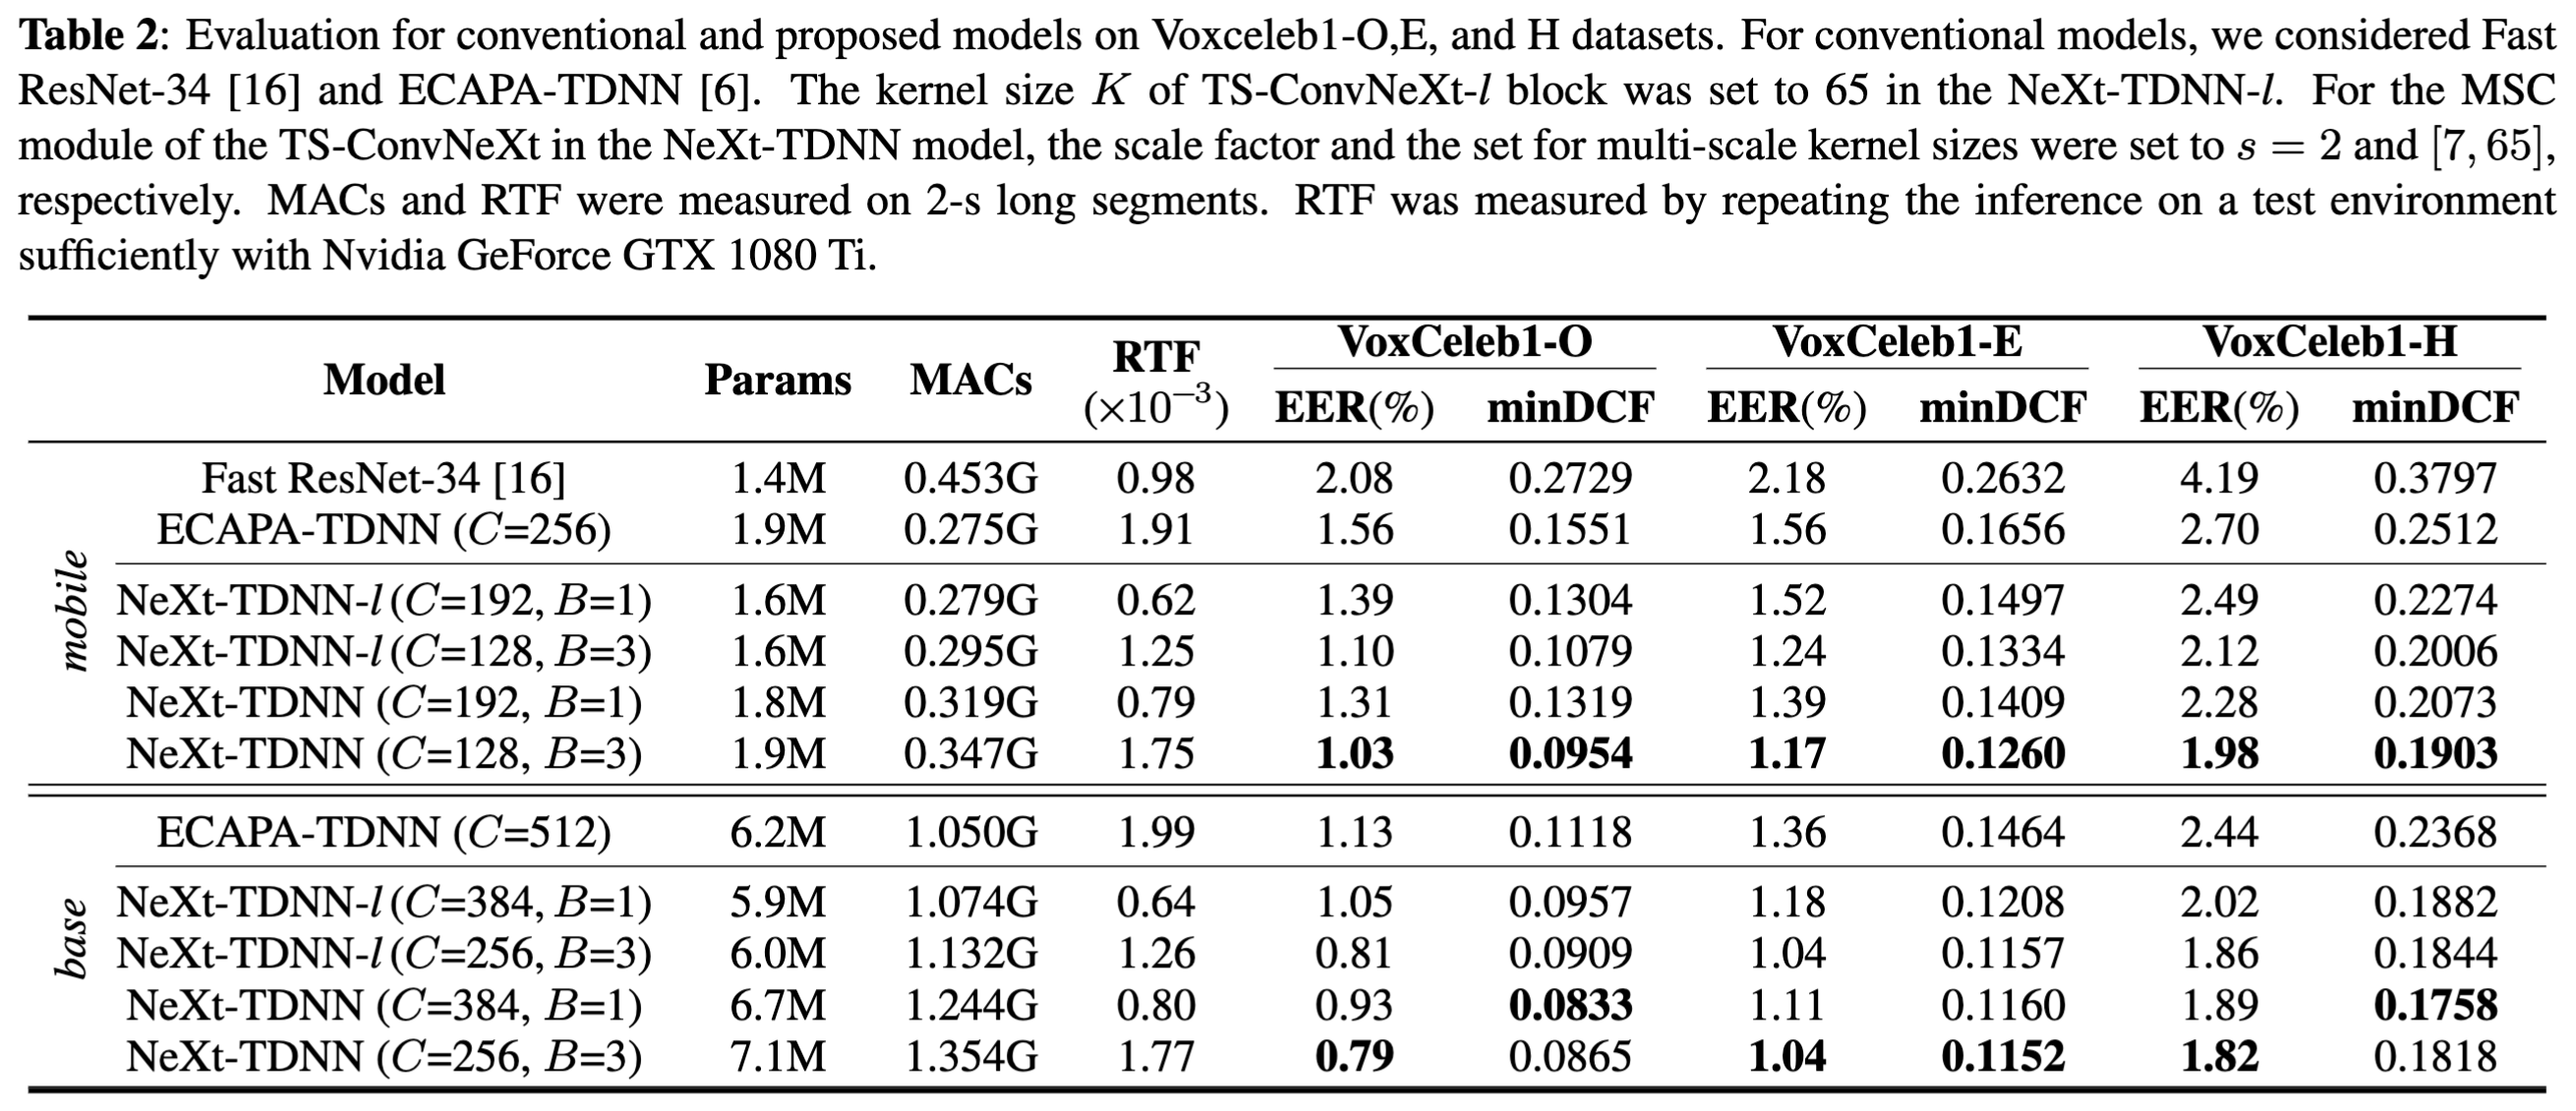 Table 2: Evaluation for conventional and proposed models on Voxceleb1-O,E, and H datasets. For conventional models, we considered Fast
ResNet-34 [16] and ECAPA-TDNN [6]. The kernel size K of TS-ConvNeXt-l block was set to 65 in the NeXt-TDNN-l. For the MSC
module of the TS-ConvNeXt in the NeXt-TDNN model, the scale factor and the set for multi-scale kernel sizes were set to s = 2 and [7, 65],
respectively. MACs and RTF were measured on 2-s long segments. RTF was measured by repeating the inference on a test environment
sufficiently with Nvidia GeForce GTX 1080 Ti.
Model Params MACs RTF (×10⁻³) VoxCeleb1-O VoxCeleb1-E VoxCeleb1-H
EER(%) minDCF EER(%) minDCF EER(%) minDCF
mobile
Fast ResNet-34 [16] 1.4M 0.453G 0.98 2.08 0.2729 2.18 0.2632 4.19 0.3797
ECAPA-TDNN (C=256) 1.9M 0.275G 1.91 1.56 0.1551 1.56 0.1656 2.70 0.2512
NeXt-TDNN-l (C=192, B=1) 1.6M 0.279G 0.62 1.39 0.1304 1.52 0.1497 2.49 0.2274
NeXt-TDNN-l (C=128, B=3) 1.6M 0.295G 1.25 1.10 0.1079 1.24 0.1334 2.12 0.2006
NeXt-TDNN (C=192, B=1) 1.8M 0.319G 0.79 1.31 0.1319 1.39 0.1409 2.28 0.2073
NeXt-TDNN (C=128, B=3) 1.9M 0.347G 1.75 1.03 0.0954 1.17 0.1260 1.98 0.1903
base
ECAPA-TDNN (C=512) 6.2M 1.050G 1.99 1.13 0.1118 1.36 0.1464 2.44 0.2368
NeXt-TDNN-l (C=384, B=1) 5.9M 1.074G 0.64 1.05 0.0957 1.18 0.1208 2.02 0.1882
NeXt-TDNN-l (C=256, B=3) 6.0M 1.132G 1.26 0.81 0.0909 1.04 0.1157 1.86 0.1844
NeXt-TDNN (C=384, B=1) 6.7M 1.244G 0.80 0.93 0.0833 1.11 0.1160 1.89 0.1758
NeXt-TDNN (C=256, B=3) 7.1M 1.354G 1.77 0.79 0.0865 1.04 0.1152 1.82 0.1818